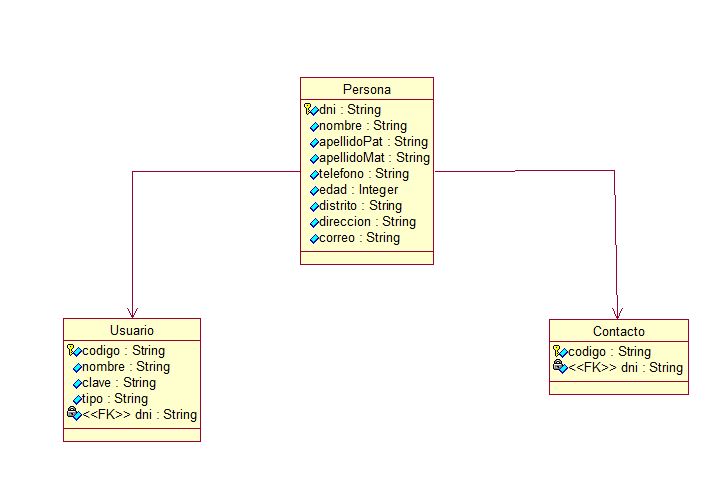 Persona
dni : String
nombre : String
apellidoPat : String
apellidoMat : String
telefono : String
edad : Integer
distrito : String
direccion : String
correo : String
Usuario
codigo : String
nombre : String
clave : String
tipo : String
<<FK>> dni : String
Contacto
codigo : String
<<FK>> dni : String